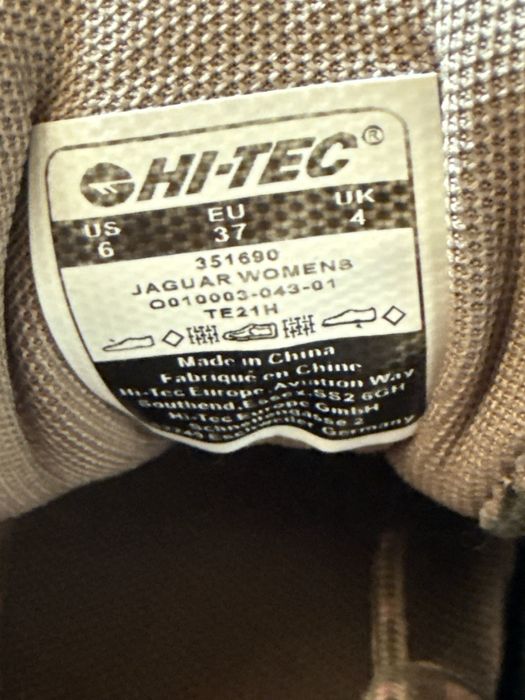 HI-TEC®
US EU UK
6 37 4
351690
JAGUAR WOMENS
O010003-043-01
TE21H
Made in China
Fabriqué en Chine
Hi-Tec Europe, Aviation Way
Southend, Essex, SS2 6GH
Hi-Tec Europe GmbH
2
Germany